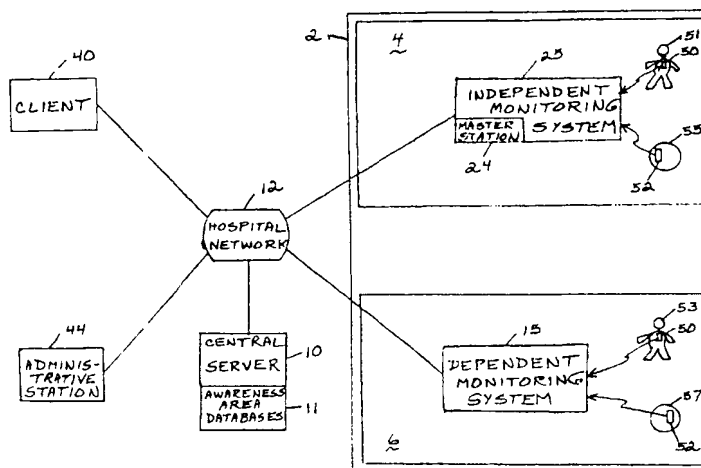 40
CLIENT
12
HOSPITAL
NETWORK
44
ADMINIS-
TRATIVE
STATION
CENTRAL
SERVER
10
AWARENESS
AREA
DATABASES
11
2
4
25
INDEPENDENT
MONITORING
SYSTEM
MASTER
STATION
24
51
50
55
52
15
DEPENDENT
MONITORING
SYSTEM
53
50
57
52
6